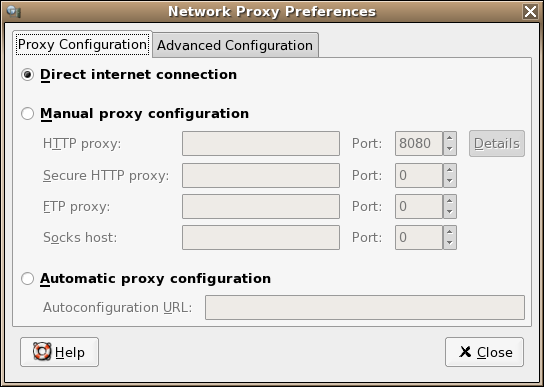 Network Proxy Preferences
Proxy Configuration Advanced Configuration
Direct internet connection
Manual proxy configuration
HTTP proxy: Port: 8080 Details
Secure HTTP proxy: Port: 0
FTP proxy: Port: 0
Socks host: Port: 0
Automatic proxy configuration
Autoconfiguration URL:
Help Close